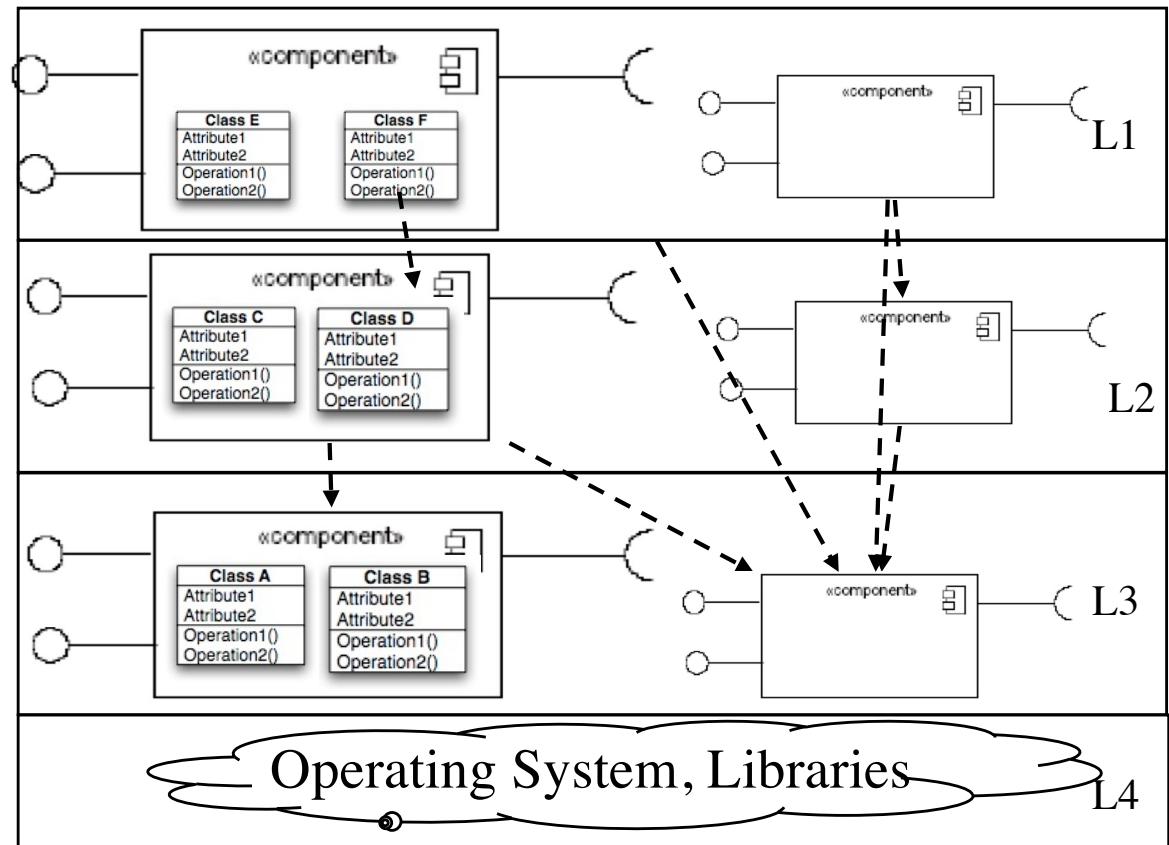 «component»
Class E
Attribute1
Attribute2
Operation1()
Operation2()
Class F
Attribute1
Attribute2
Operation1()
Operation2()
«component»
L1
«component»
Class C
Attribute1
Attribute2
Operation1()
Operation2()
Class D
Attribute1
Attribute2
Operation1()
Operation2()
«component»
L2
«component»
Class A
Attribute1
Attribute2
Operation1()
Operation2()
Class B
Attribute1
Attribute2
Operation1()
Operation2()
«component»
L3
Operating System, Libraries
L4